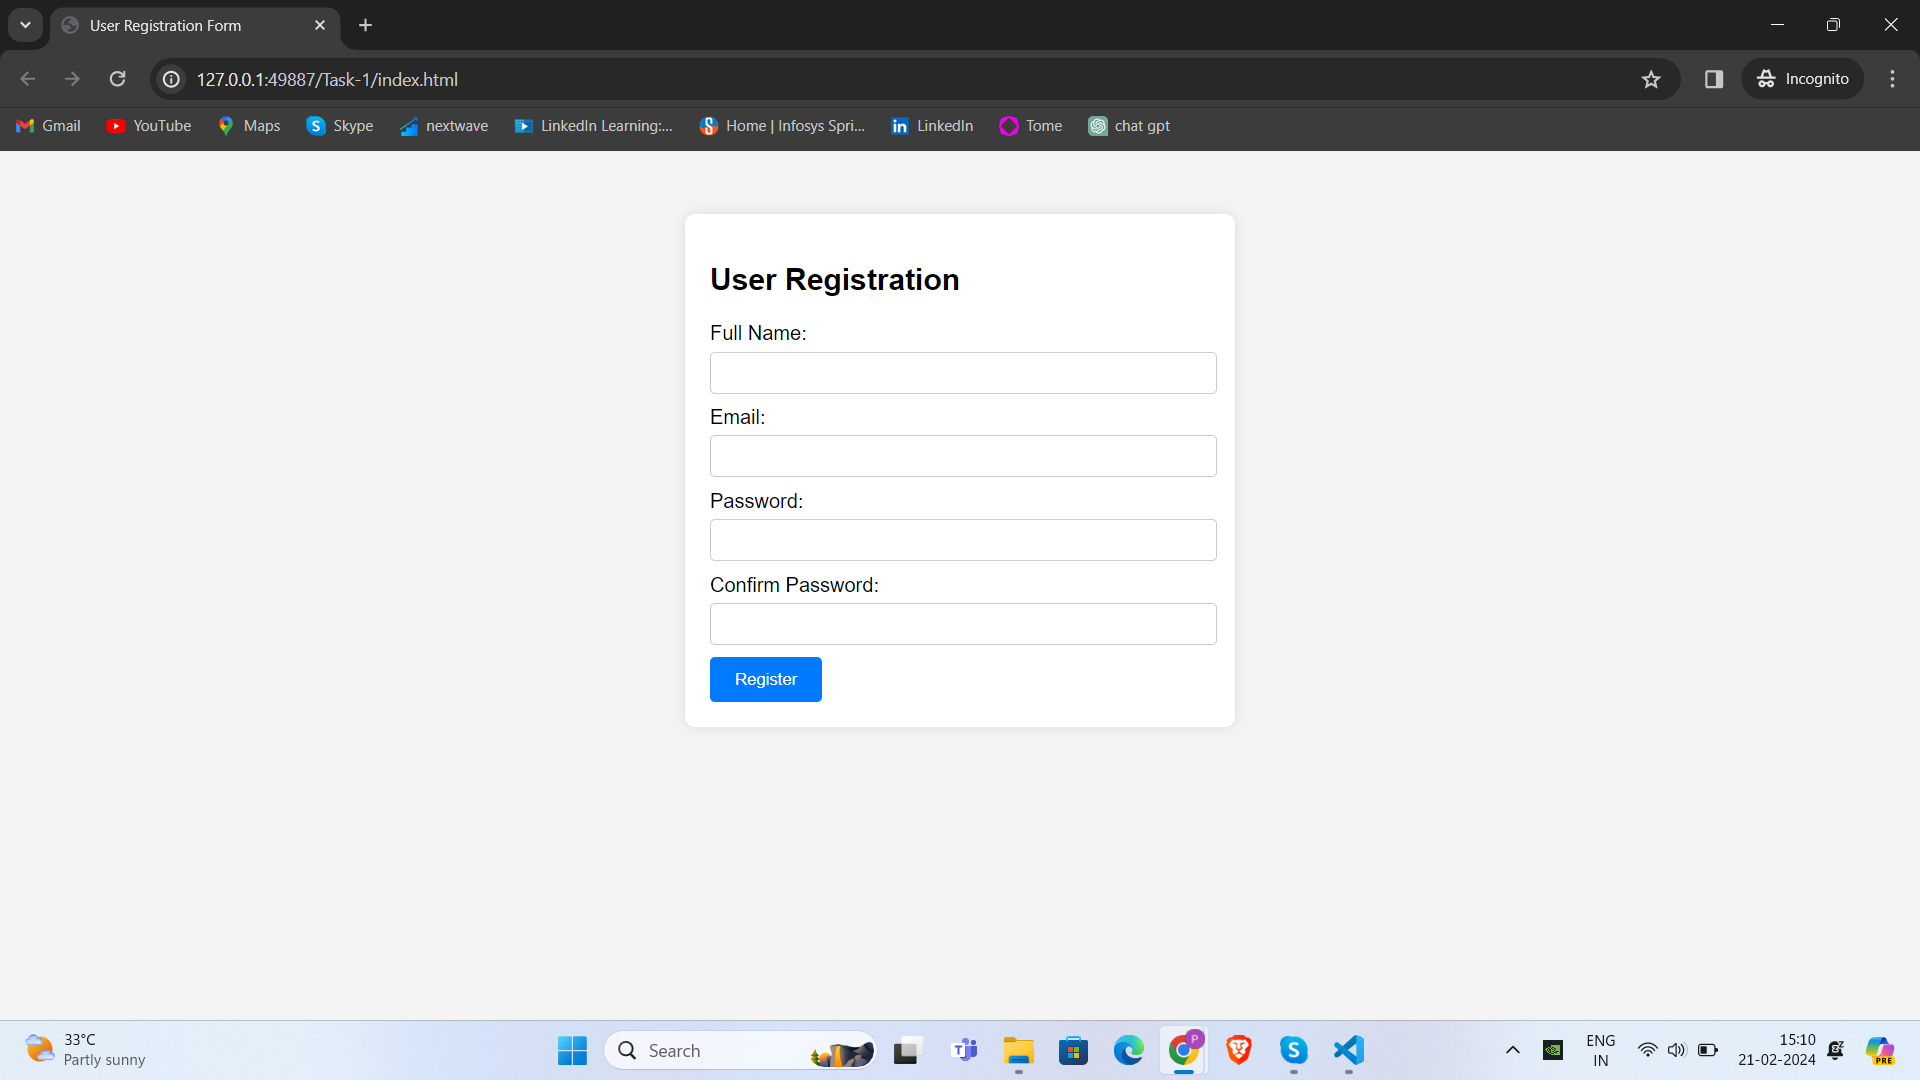 User Registration Form
127.0.0.1:49887/Task-1/index.html
Incognito
Gmail YouTube Maps Skype nextwave LinkedIn Learning:... Home | Infosys Spri... LinkedIn Tome chat gpt
User Registration
Full Name:
Email:
Password:
Confirm Password:
Register
33°C
Partly sunny
Search
P
ENG
IN
15:10
21-02-2024
PRE